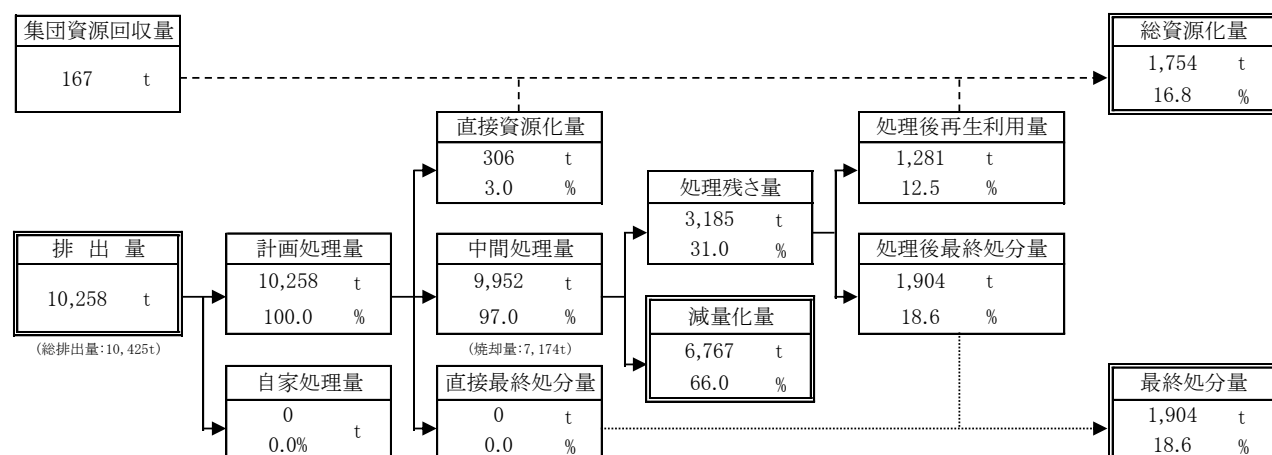 集団資源回収量
167 t
総資源化量
1,754 t
16.8 %
直接資源化量
306 t
3.0 %
処理後再生利用量
1,281 t
12.5 %
処理残さ量
3,185 t
31.0 %
排 出 量
10,258 t
(総排出量:10,425t)
計画処理量
10,258 t
100.0 %
中間処理量
9,952 t
97.0 %
(焼却量:7,174t)
処理後最終処分量
1,904 t
18.6 %
減量化量
6,767 t
66.0 %
自家処理量
0 t
0.0%
直接最終処分量
0 t
0.0 %
最終処分量
1,904 t
18.6 %